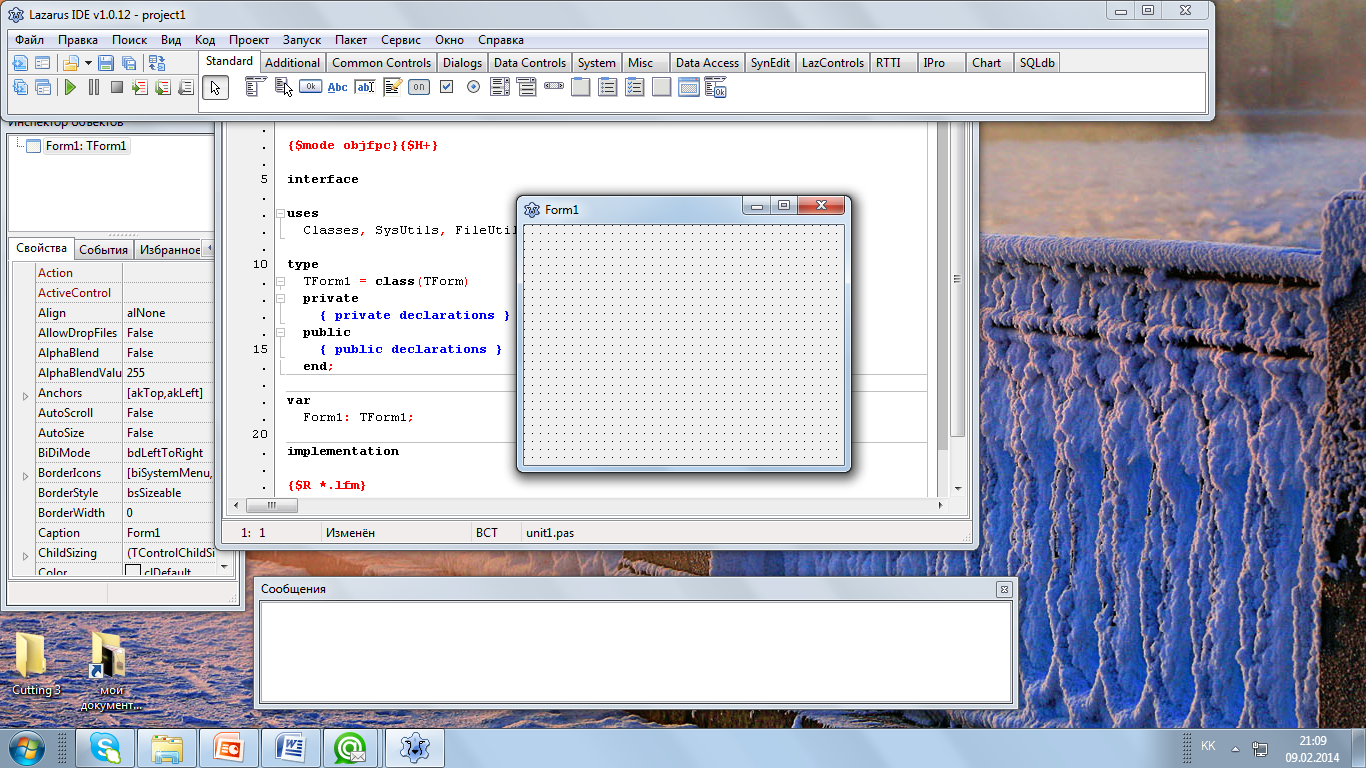 Lazarus IDE v1.0.12 - project1
Файл Правка Поиск Вид Код Проект Запуск Пакет Сервис Окно Справка
Standard Additional Common Controls Dialogs Data Controls System Misc Data Access SynEdit LazControls RTTI IPro Chart SQLdb
Ok Abc ab on Ok
Инспектор объектов
Form1: TForm1
Свойства События Избранное
Action
ActiveControl
Align alNone
AllowDropFiles False
AlphaBlend False
AlphaBlendValu 255
Anchors [akTop,akLeft]
AutoScroll False
AutoSize False
BiDiMode bdLeftToRight
BorderIcons [biSystemMenu,
BorderStyle bsSizeable
BorderWidth 0
Caption Form1
ChildSizing (TControlChildSi
Color clDefault
{$mode objfpc}{$H+}
5 interface
uses
Classes, SysUtils, FileUtil
10 type
TForm1 = class(TForm)
private
{ private declarations }
public
15 { public declarations }
end;
var
Form1: TForm1;
20
implementation
{$R *.lfm}
1: 1 Изменён ВСТ unit1.pas
Form1
Сообщения
Cutting 3
мои
документ...
KK
21:09
09.02.2014